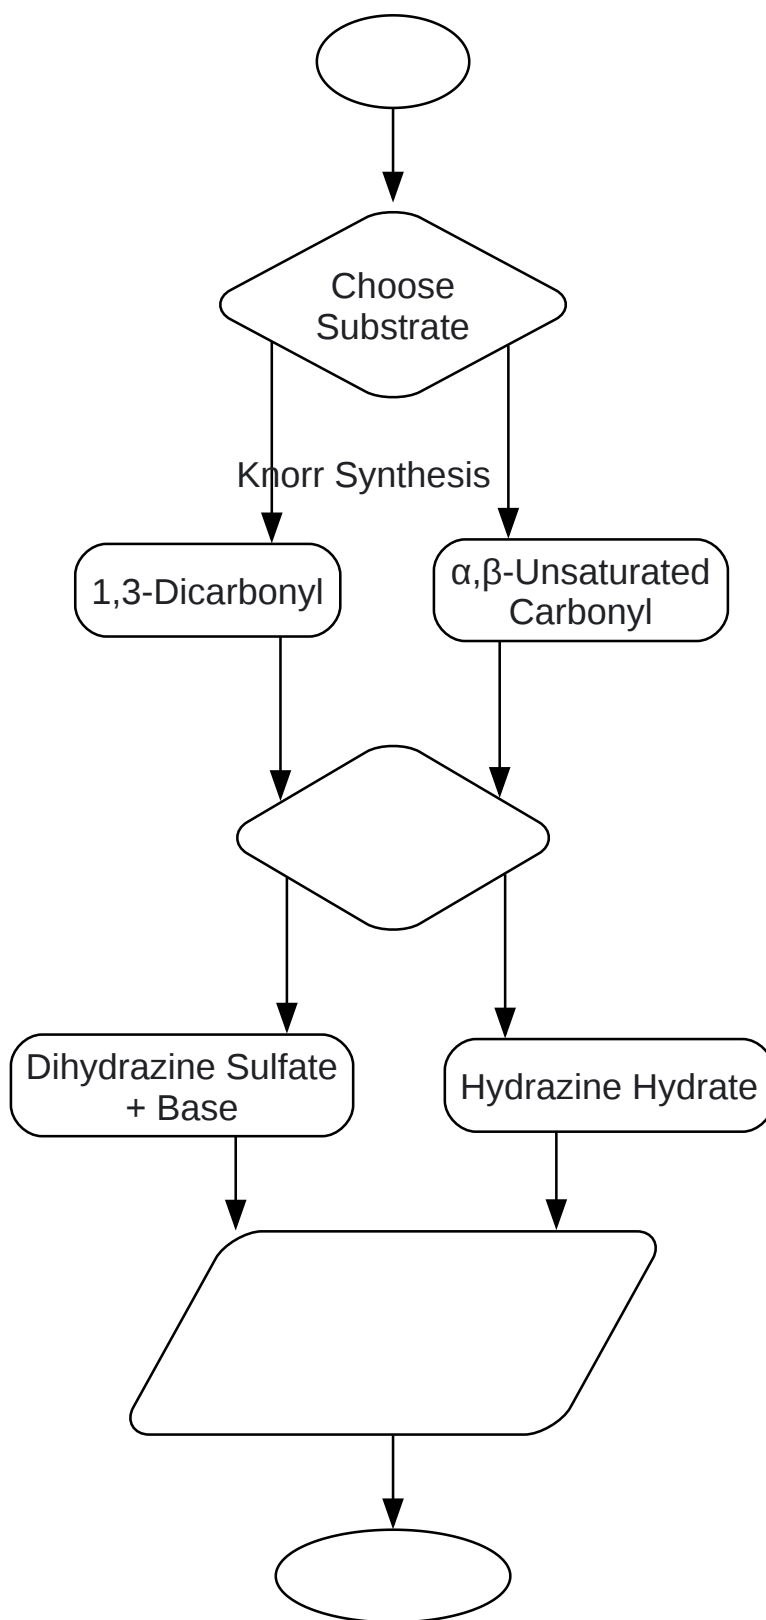 Choose
Substrate
Knorr Synthesis
1,3-Dicarbonyl
α,β-Unsaturated
Carbonyl
Dihydrazine Sulfate
+ Base
Hydrazine Hydrate